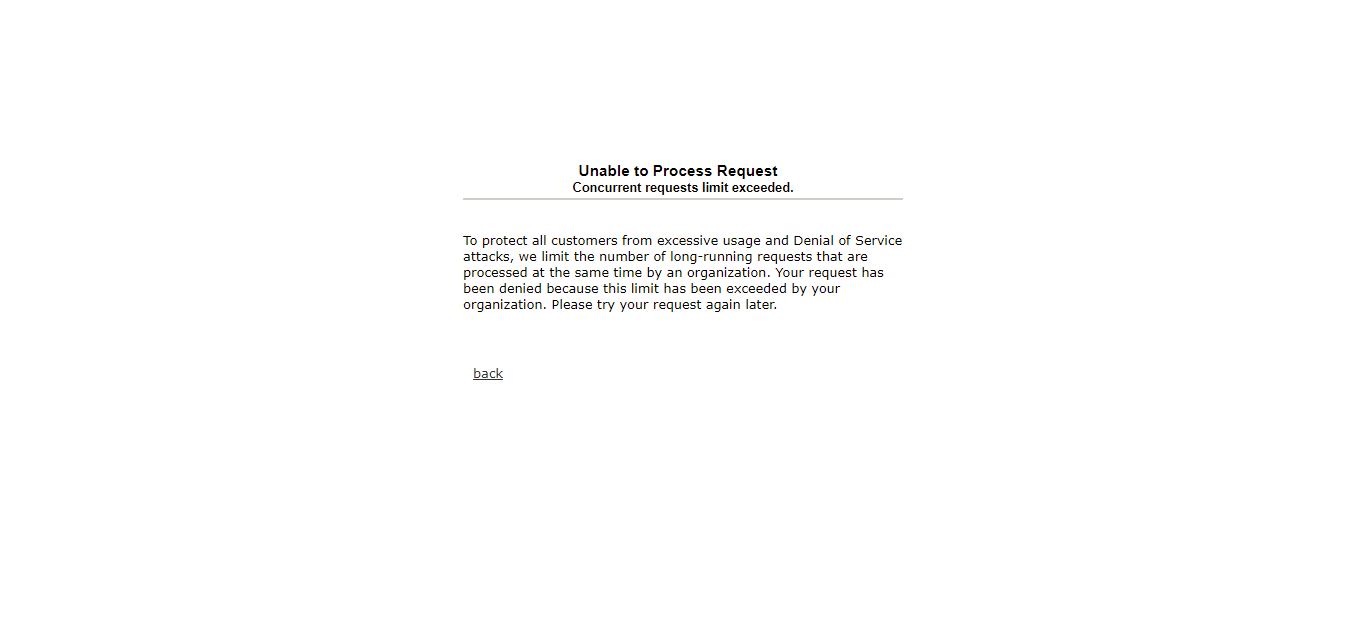 Unable to Process Request
Concurrent requests limit exceeded.
To protect all customers from excessive usage and Denial of Service
attacks, we limit the number of long-running requests that are
processed at the same time by an organization. Your request has
been denied because this limit has been exceeded by your
organization. Please try your request again later.
back